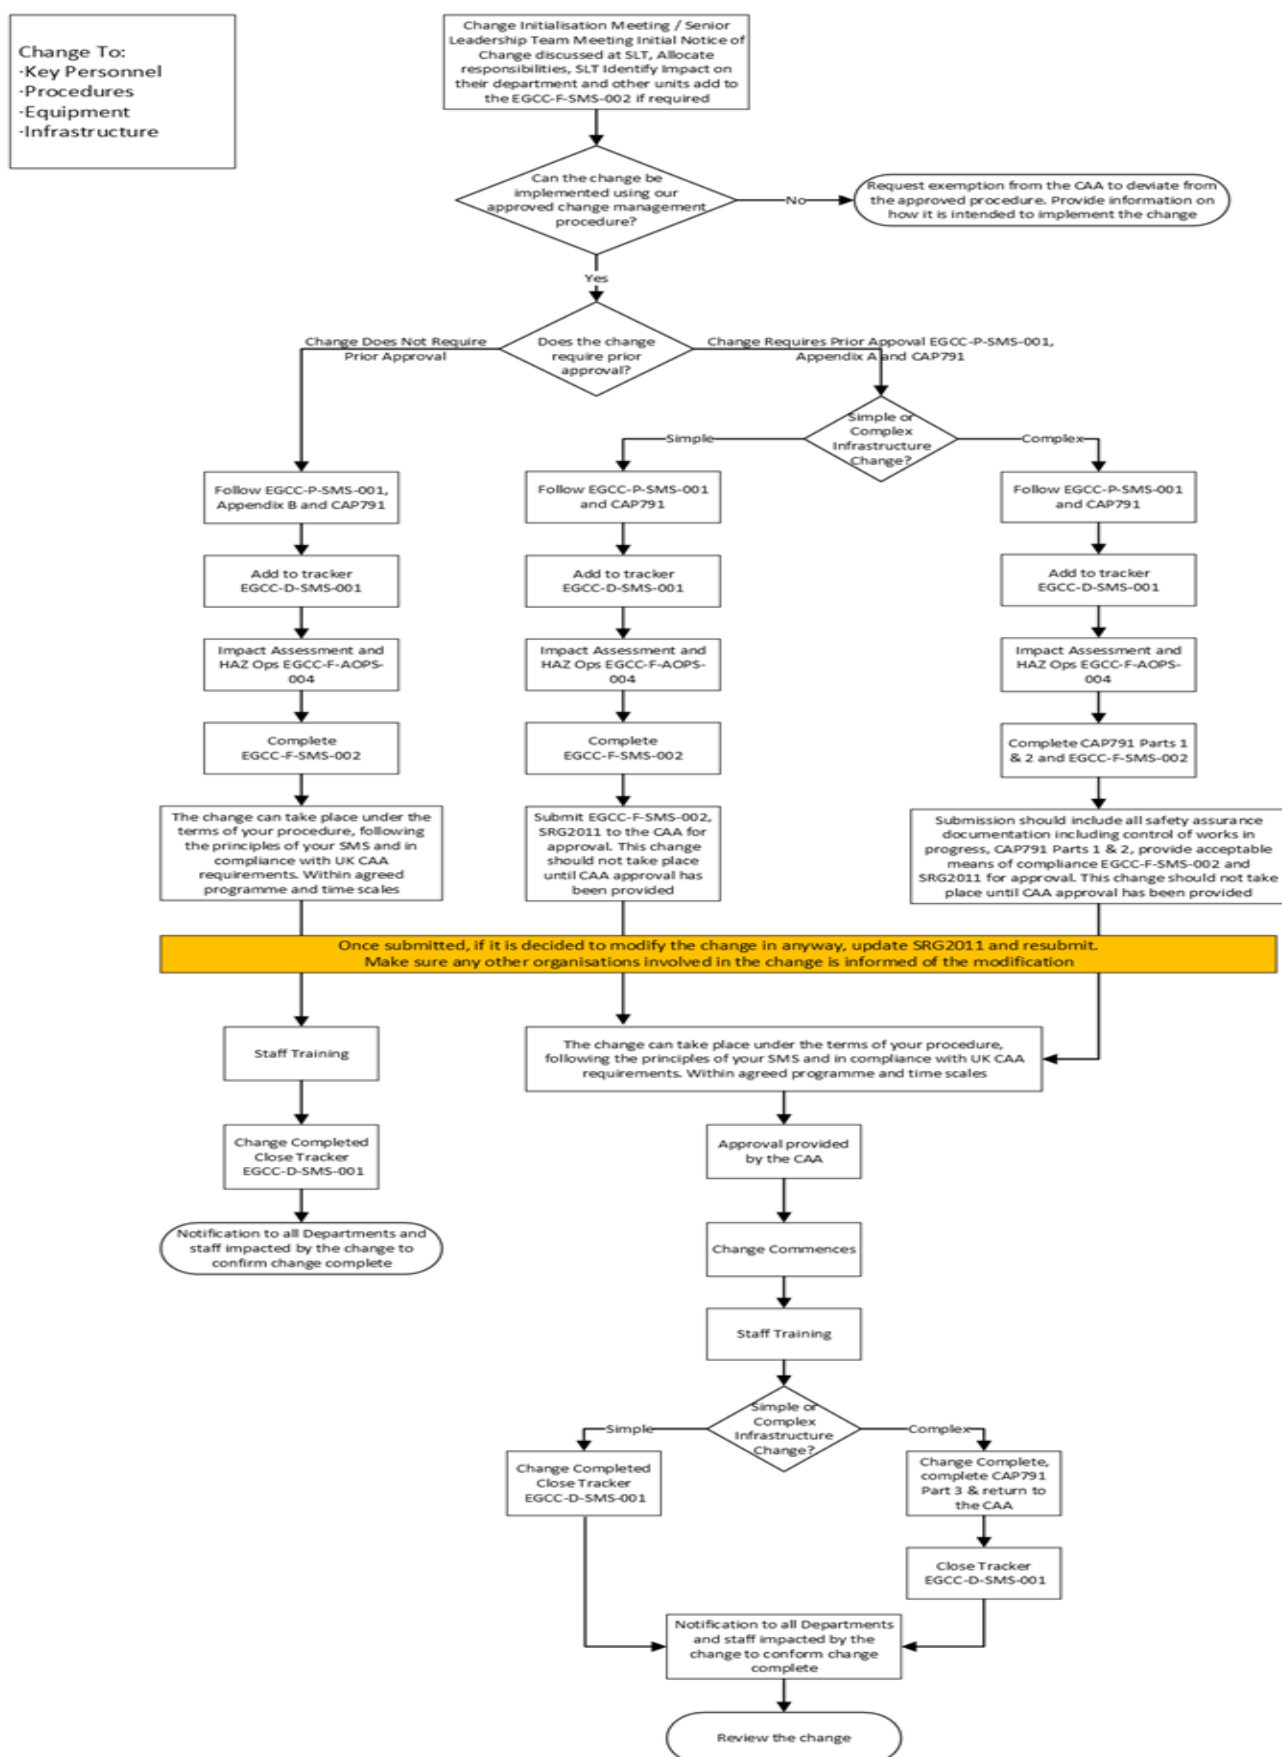 Change To:
·Key Personnel
·Procedures
·Equipment
·Infrastructure
Change Initialisation Meeting / Senior
Leadership Team Meeting Initial Notice of
Change discussed at SLT, Allocate
responsibilities, SLT Identify Impact on
their department and other units add to
the EGCC-F-SMS-002 if required
Can the change be
implemented using our
approved change management
procedure?
No
Request exemption from the CAA to deviate from
the approved procedure. Provide information on
how it is intended to implement the change
Yes
Does the change
require prior
approval?
Change Does Not Require
Prior Approval
Change Requires Prior Appoval EGCC-P-SMS-001,
Appendix A and CAP791
Simple or
Complex
Infrastructure
Change?
Simple
Complex
Follow EGCC-P-SMS-001,
Appendix B and CAP791
Add to tracker
EGCC-D-SMS-001
Impact Assessment and
HAZ Ops EGCC-F-AOPS-
004
Complete
EGCC-F-SMS-002
The change can take place under the
terms of your procedure, following
the principles of your SMS and in
compliance with UK CAA
requirements. Within agreed
programme and time scales
Follow EGCC-P-SMS-001
and CAP791
Add to tracker
EGCC-D-SMS-001
Impact Assessment and
HAZ Ops EGCC-F-AOPS-
004
Complete
EGCC-F-SMS-002
Submit EGCC-F-SMS-002,
SRG2011 to the CAA for
approval. This change
should not take place
until CAA approval has
been provided
Follow EGCC-P-SMS-001
and CAP791
Add to tracker
EGCC-D-SMS-001
Impact Assessment and
HAZ Ops EGCC-F-AOPS-
004
Complete CAP791 Parts 1
& 2 and EGCC-F-SMS-002
Submission should include all safety assurance
documentation including control of works in
progress, CAP791 Parts 1 & 2, provide acceptable
means of compliance EGCC-F-SMS-002 and
SRG2011 for approval. This change should not take
place until CAA approval has been provided
Once submitted, if it is decided to modify the change in anyway, update SRG2011 and resubmit.
Make sure any other organisations involved in the change is informed of the modification
Staff Training
Change Completed
Close Tracker
EGCC-D-SMS-001
Notification to all Departments and
staff impacted by the change to
confirm change complete
The change can take place under the terms of your procedure,
following the principles of your SMS and in compliance with UK CAA
requirements. Within agreed programme and time scales
Approval provided
by the CAA
Change Commences
Staff Training
Simple or
Complex
Infrastructure
Change?
Simple
Complex
Change Completed
Close Tracker
EGCC-D-SMS-001
Change Complete,
complete CAP791
Part 3 & return to
the CAA
Close Tracker
EGCC-D-SMS-001
Notification to all Departments
and staff impacted by the
change to conform change
complete
Review the change